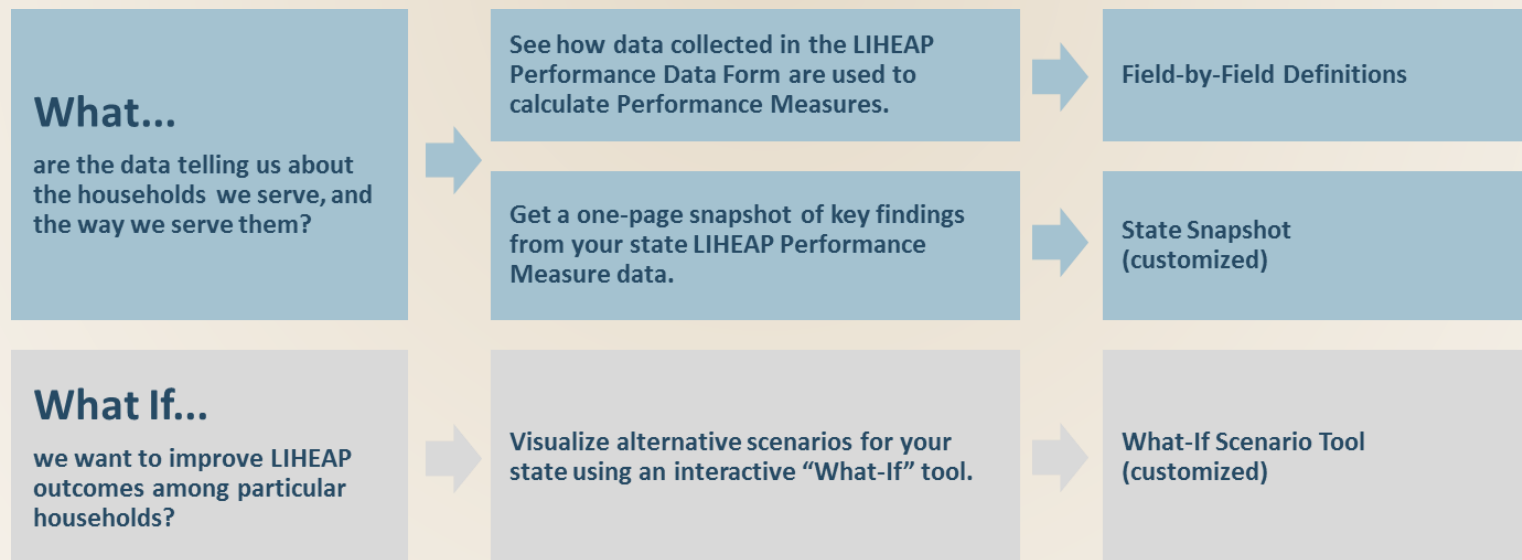 What...
are the data telling us about
the households we serve, and
the way we serve them?
See how data collected in the LIHEAP
Performance Data Form are used to
calculate Performance Measures.
Field-by-Field Definitions
Get a one-page snapshot of key findings
from your state LIHEAP Performance
Measure data.
State Snapshot
(customized)
What If...
we want to improve LIHEAP
outcomes among particular
households?
Visualize alternative scenarios for your
state using an interactive “What-If” tool.
What-If Scenario Tool
(customized)